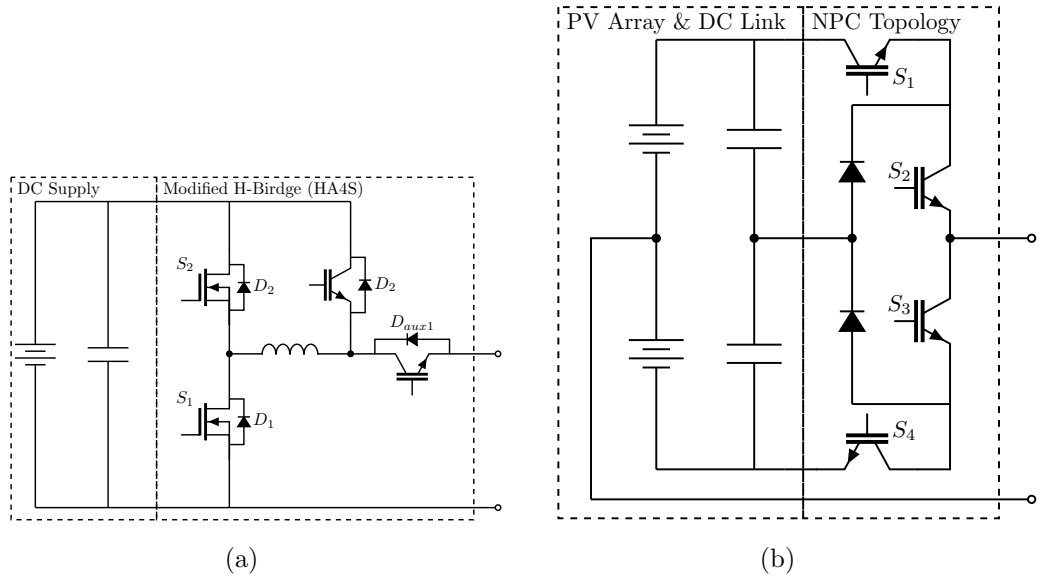 DC Supply
Modified H-Birdge (HA4S)
S2
D2
D2
Daux1
S1
D1
(a)
PV Array & DC Link
NPC Topology
S1
S2
S3
S4
(b)